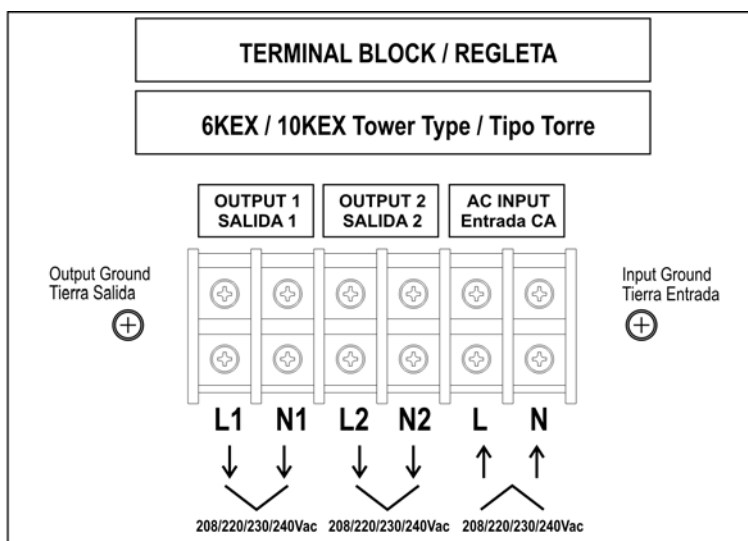 TERMINAL BLOCK / REGLETA
6KEX / 10KEX Tower Type / Tipo Torre
OUTPUT 1
SALIDA 1
OUTPUT 2
SALIDA 2
AC INPUT
Entrada CA
Output Ground
Tierra Salida
Input Ground
Tierra Entrada
L1 N1 L2 N2 L N
208/220/230/240Vac 208/220/230/240Vac 208/220/230/240Vac